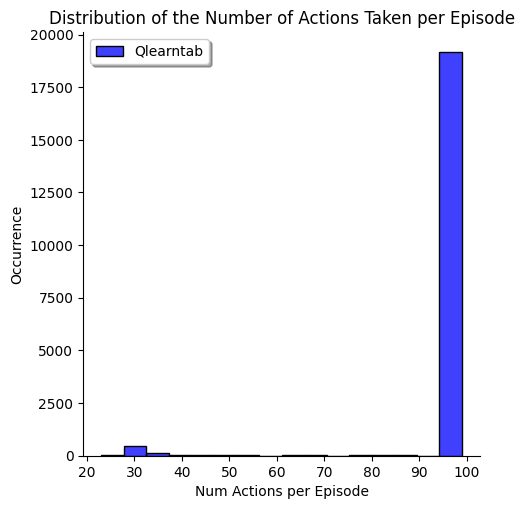 Distribution of the Number of Actions Taken per Episode
Qlearntab
20000
17500
15000
12500
10000
7500
5000
2500
0
Occurrence
20 30 40 50 60 70 80 90 100
Num Actions per Episode